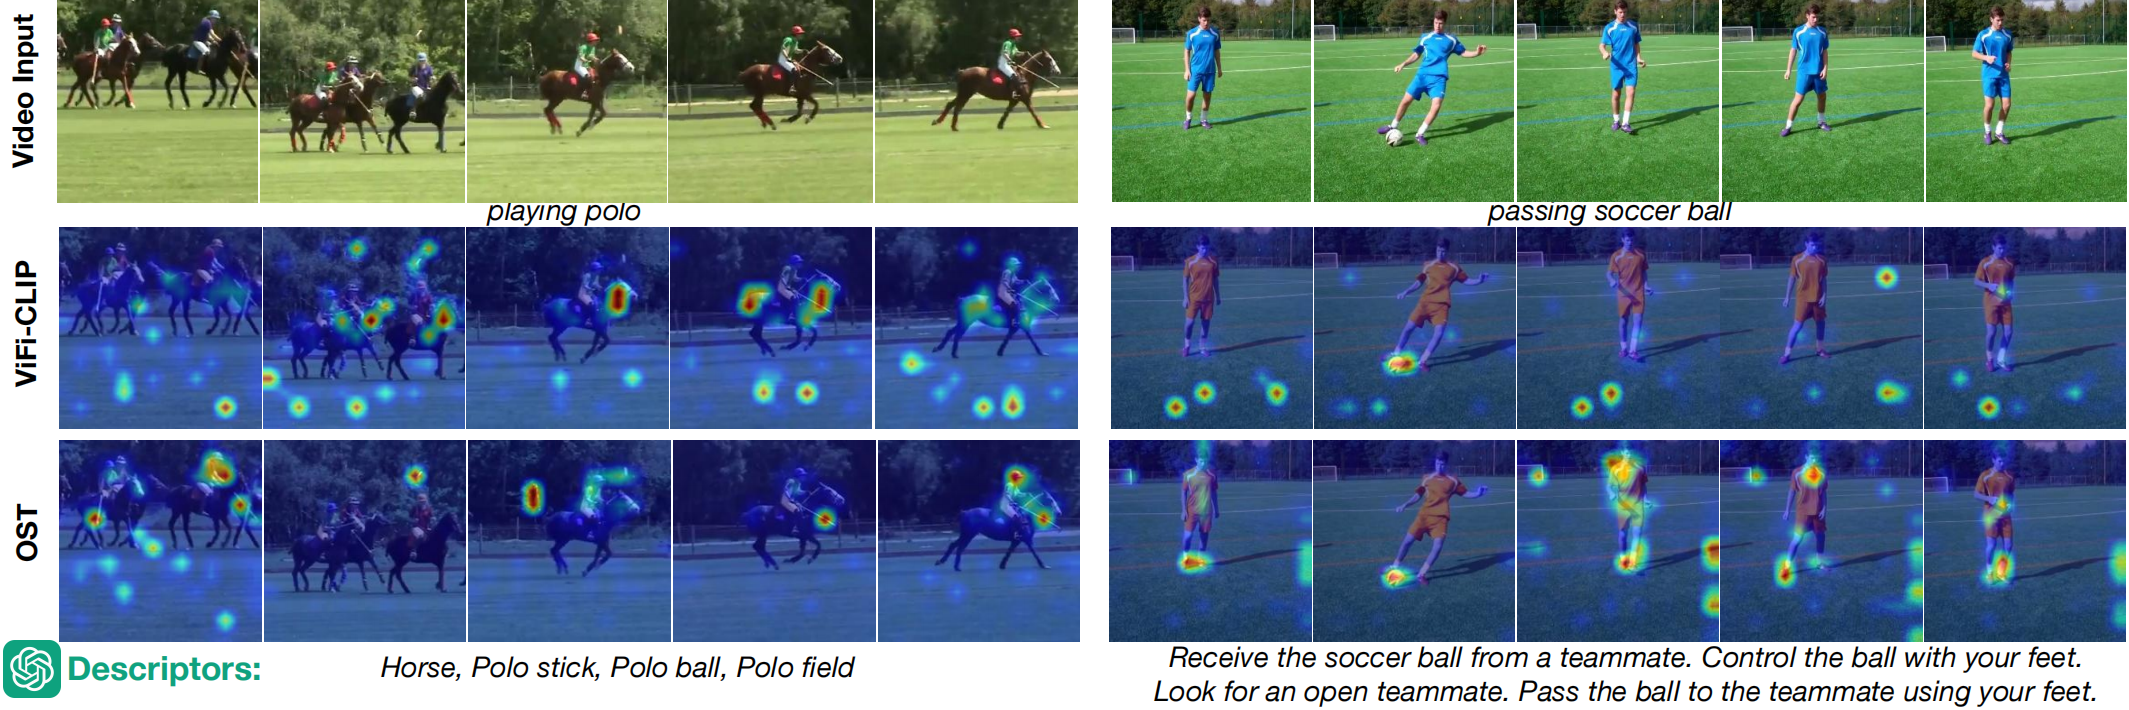 Video Input
playing polo
passing soccer ball
ViFi-CLIP
OST
Descriptors:
Horse, Polo stick, Polo ball, Polo field
Receive the soccer ball from a teammate. Control the ball with your feet.
Look for an open teammate. Pass the ball to the teammate using your feet.